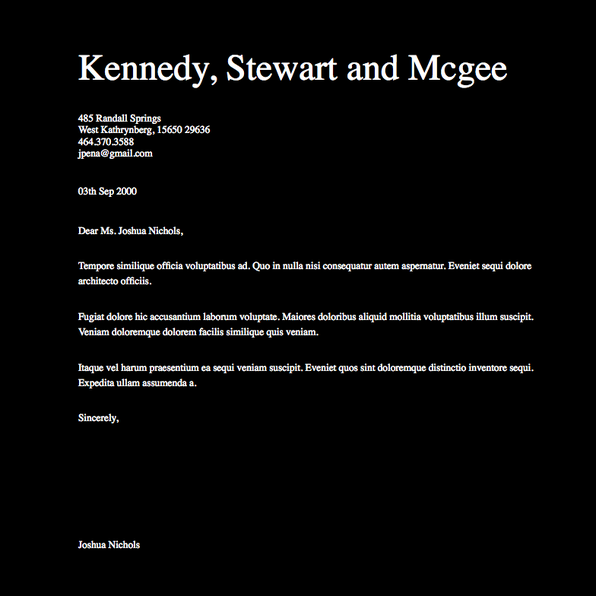 Kennedy, Stewart and Mcgee
485 Randall Springs
West Kathrynberg, 15650 29636
464.370.3588
jpena@gmail.com
03th Sep 2000
Dear Ms. Joshua Nichols,
Tempore similique officia voluptatibus ad. Quo in nulla nisi consequatur autem aspernatur. Eveniet sequi dolore
architecto officiis.
Fugiat dolore hic accusantium laborum voluptate. Maiores doloribus aliquid mollitia voluptatibus illum suscipit.
Veniam doloremque dolorem facilis similique quis veniam.
Itaque vel harum praesentium ea sequi veniam suscipit. Eveniet quos sint doloremque distinctio inventore sequi.
Expedita ullam assumenda a.
Sincerely,
Joshua Nichols